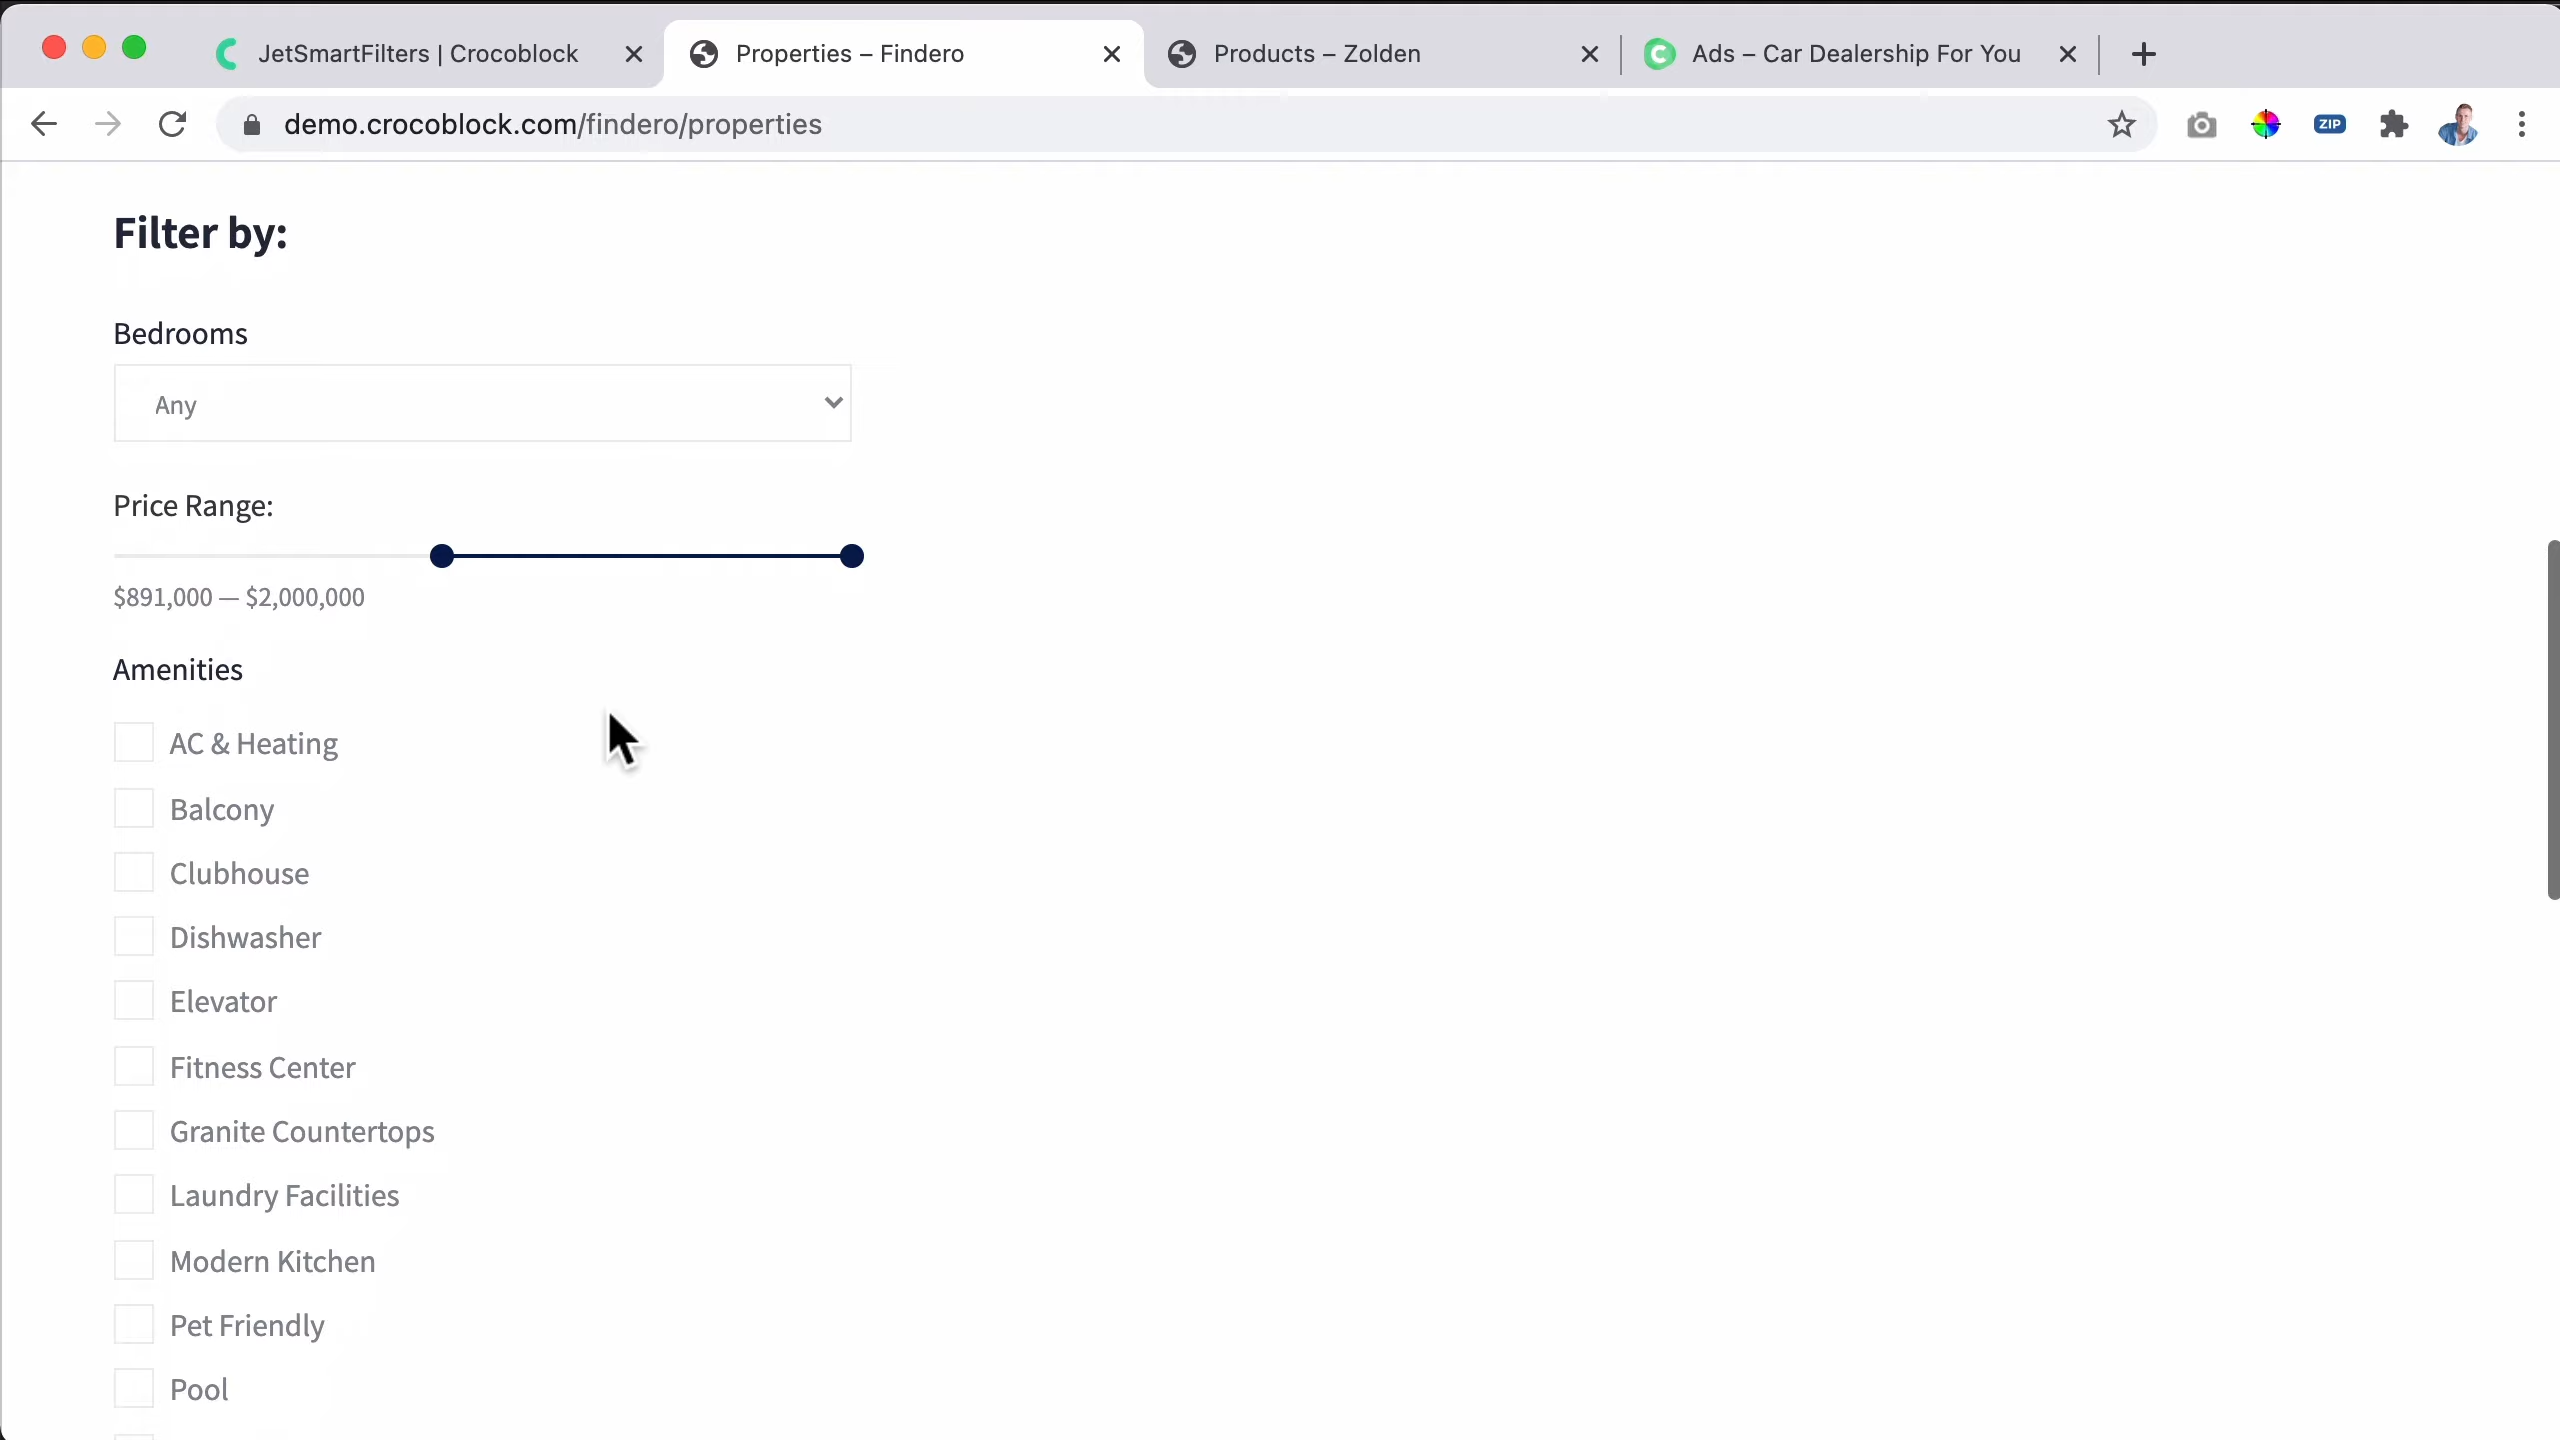 JetSmartFilters | Crocoblock
Properties – Findero
Products – Zolden
Ads – Car Dealership For You
demo.crocoblock.com/findero/properties
ZIP
Filter by:
Bedrooms
Any
Price Range:
$891,000 — $2,000,000
Amenities
AC & Heating
Balcony
Clubhouse
Dishwasher
Elevator
Fitness Center
Granite Countertops
Laundry Facilities
Modern Kitchen
Pet Friendly
Pool